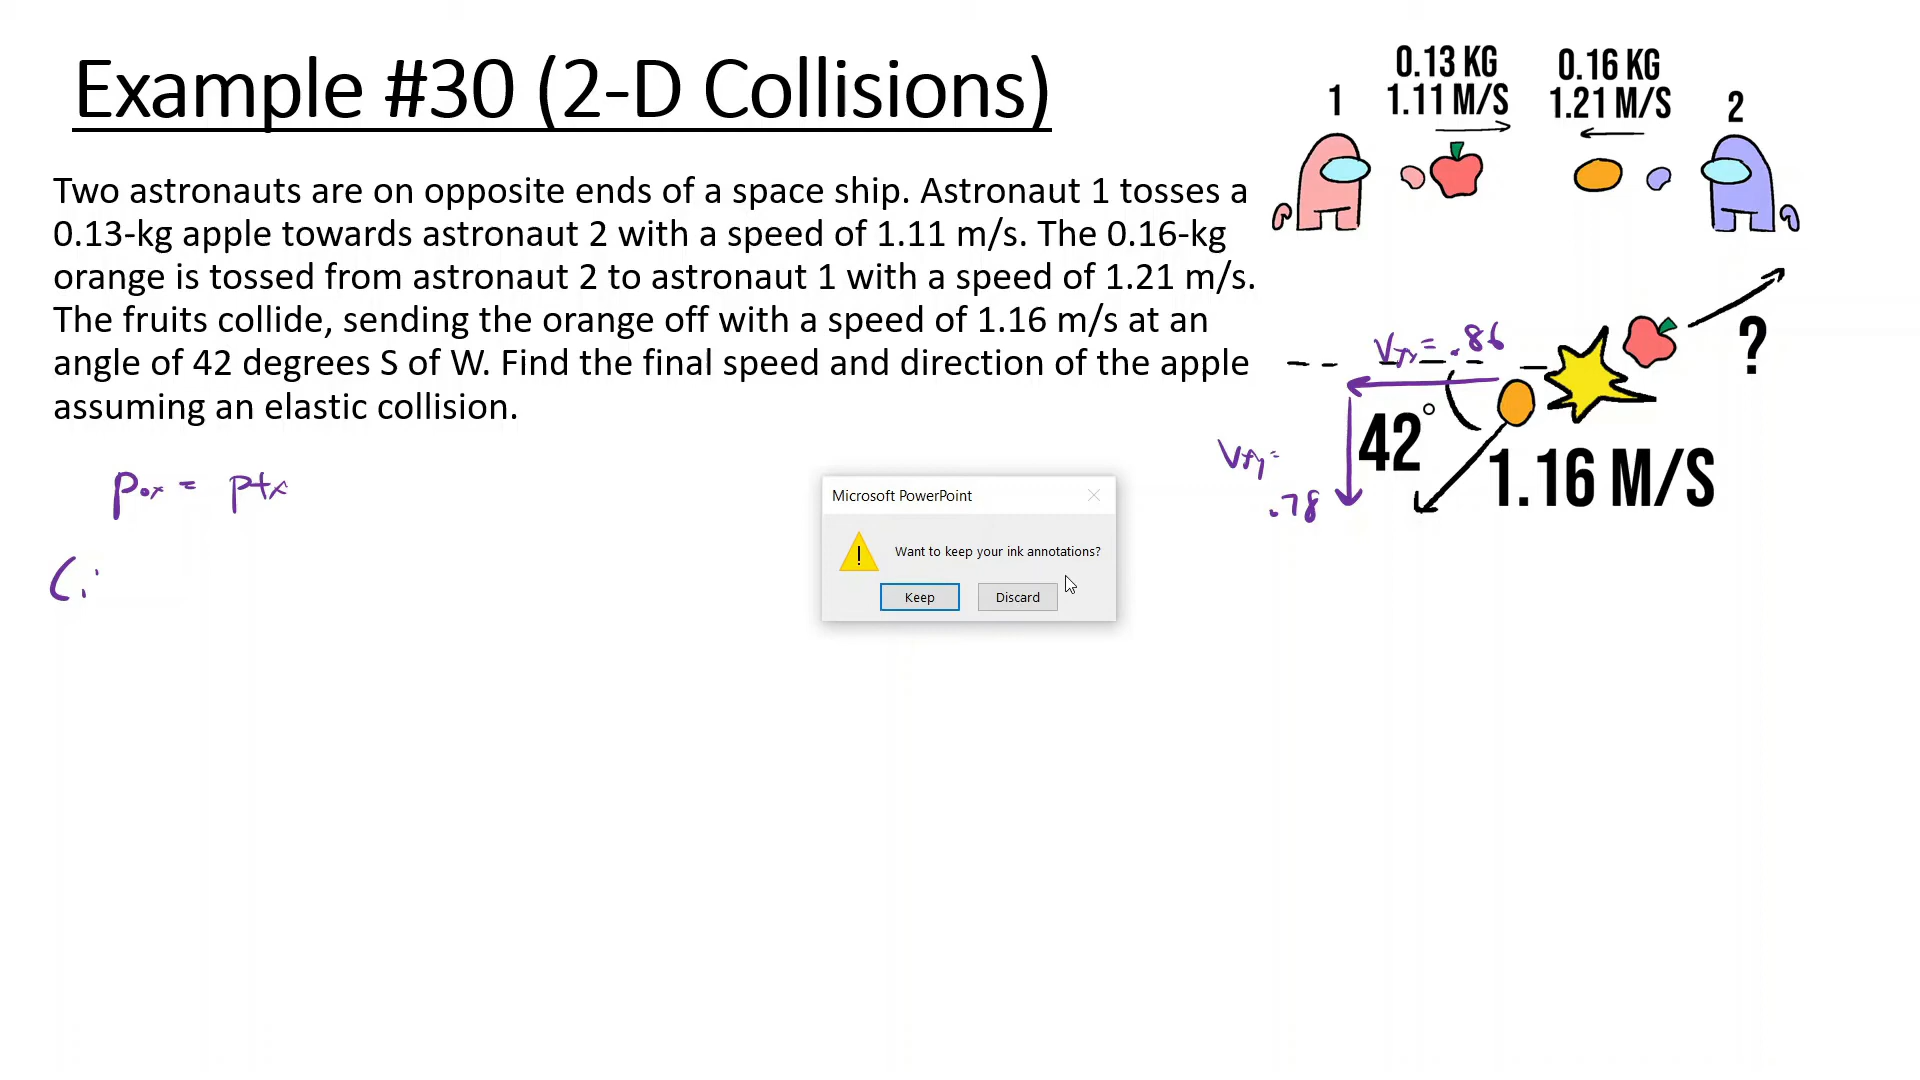 Example #30 (2-D Collisions)
Two astronauts are on opposite ends of a space ship. Astronaut 1 tosses a
0.13-kg apple towards astronaut 2 with a speed of 1.11 m/s. The 0.16-kg
orange is tossed from astronaut 2 to astronaut 1 with a speed of 1.21 m/s.
The fruits collide, sending the orange off with a speed of 1.16 m/s at an
angle of 42 degrees S of W. Find the final speed and direction of the apple
assuming an elastic collision.
1
0.13 KG
1.11 M/S
0.16 KG
1.21 M/S
2
?
Vfx = .86
42°
1.16 M/S
Vfy =
.78
Pox = Pfx
Microsoft PowerPoint
Want to keep your ink annotations?
Keep
Discard